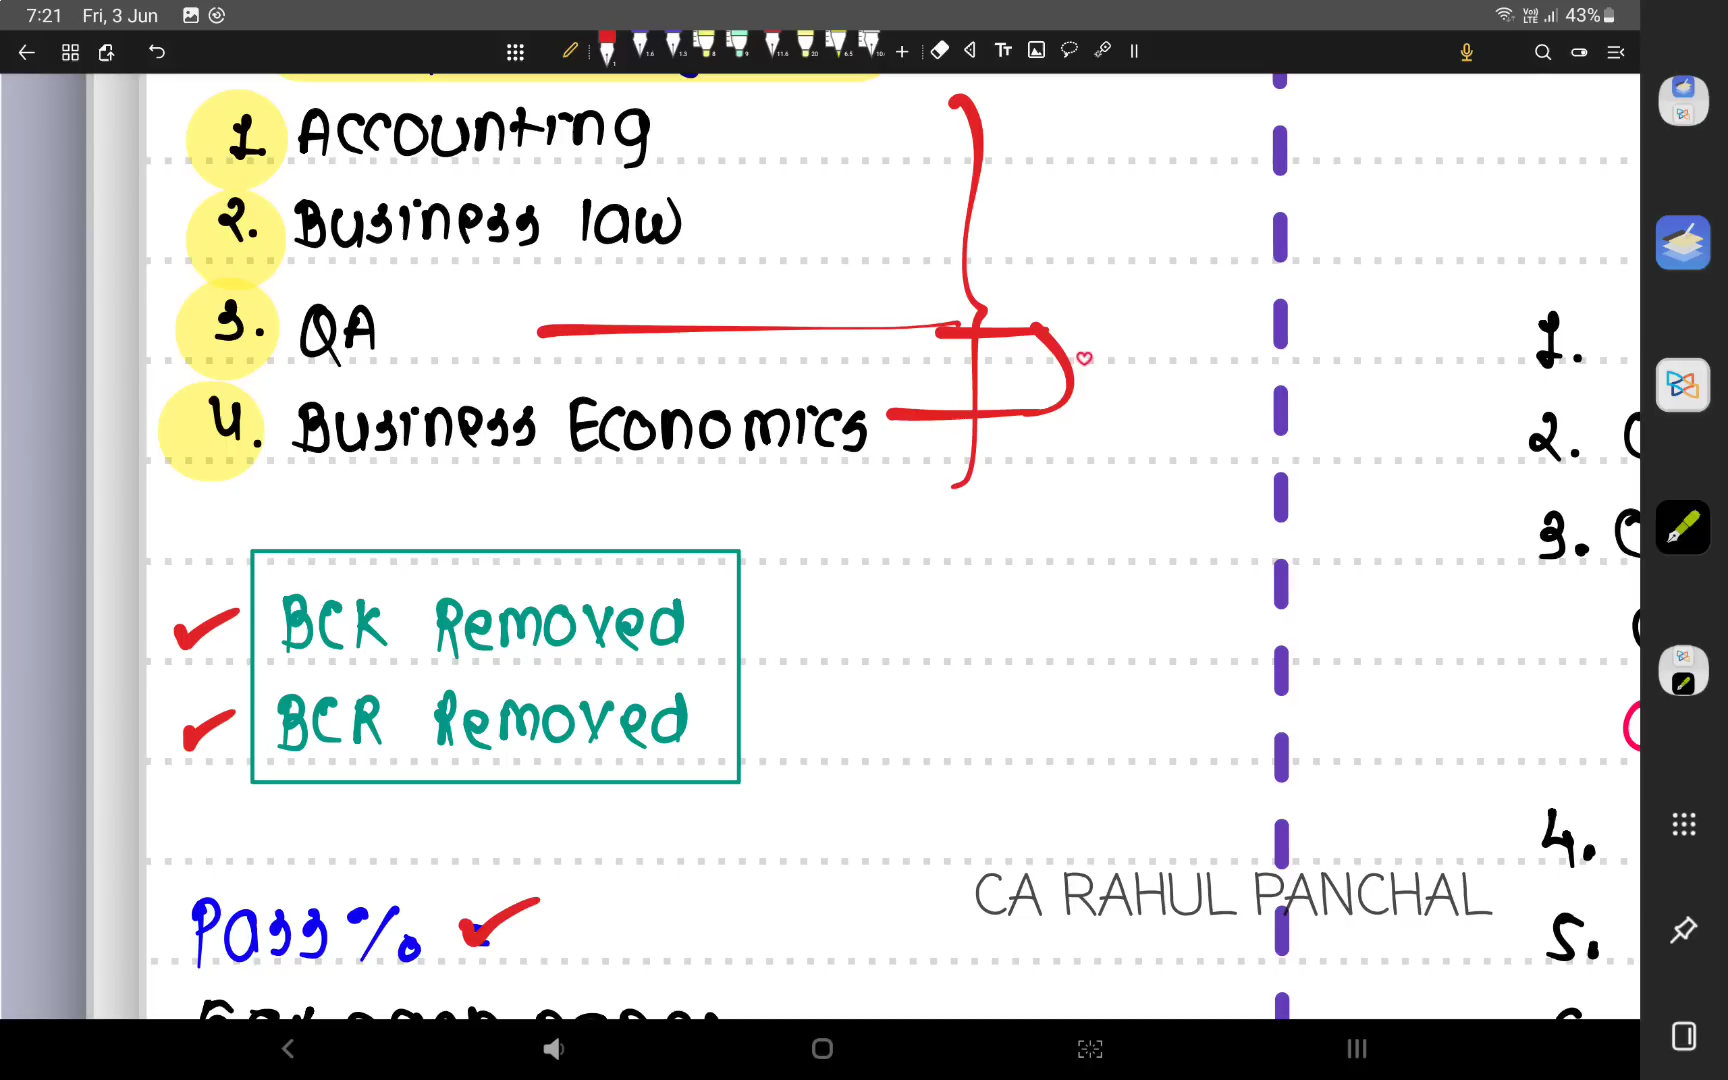 7:21 Fri, 3 Jun
43%
1. Accounting
2. Business law
3. QA
4. Business Economics
BCK Removed
BCR Removed
Pass %
1.
2.
3.
4.
5.
CA RAHUL PANCHAL